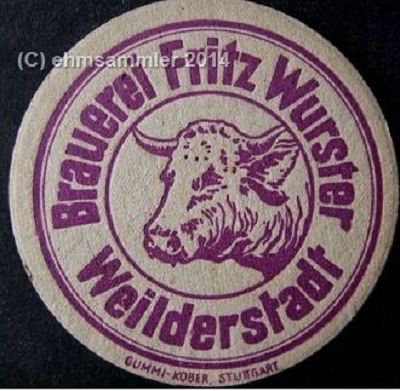 (C) ehmsammler 2014
Brauerei Fritz Wurster
Weilderstadt
GUMMI-KOBER, STUTTGART